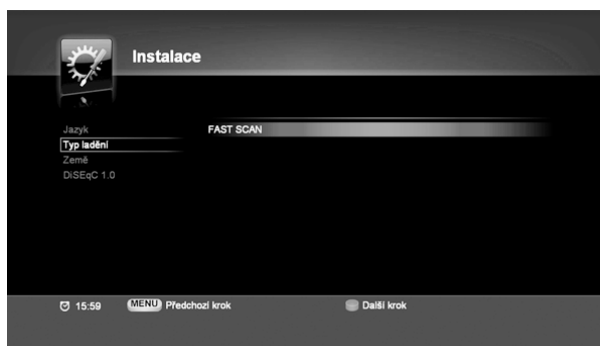 Instalace
Jazyk
FAST SCAN
Typ ladění
Země
DiSEqC 1.0
15:59 MENU Předchozí krok Další krok